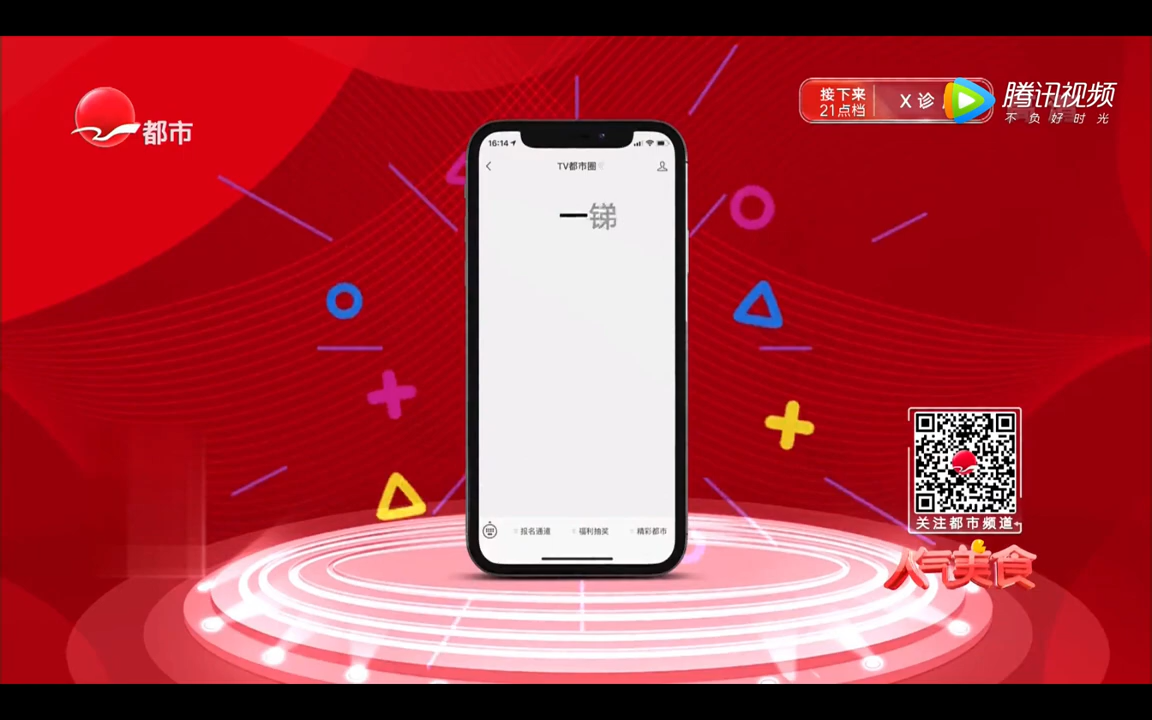 都市
接下来
21点档
X 诊
腾讯视频
不负好时光
16:14
TV都市圈
一锑
报名通道
福利抽奖
精彩都市
关注都市频道
人气美食